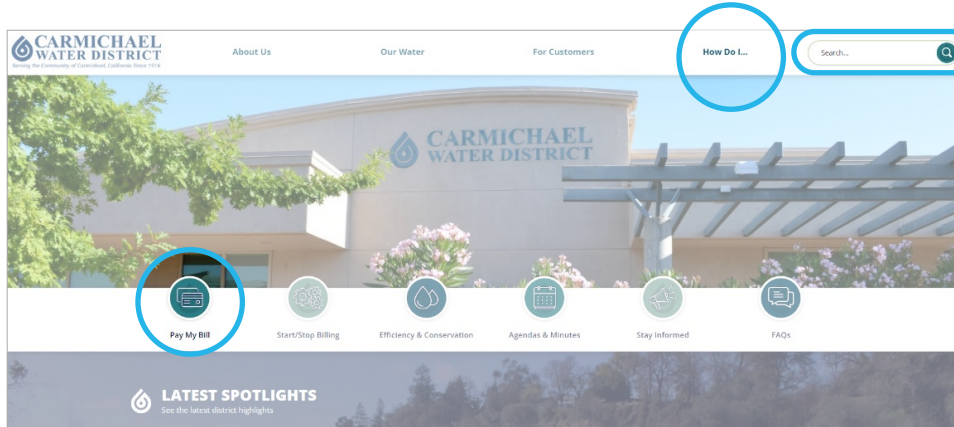 CARMICHAEL
WATER DISTRICT
Serving the Community of Carmichael, California Since 1916
About Us
Our Water
For Customers
How Do I...
Search...
CARMICHAEL
WATER DISTRICT
Pay My Bill
Start/Stop Billing
Efficiency & Conservation
Agendas & Minutes
Stay Informed
FAQs
LATEST SPOTLIGHTS
See the latest district highlights